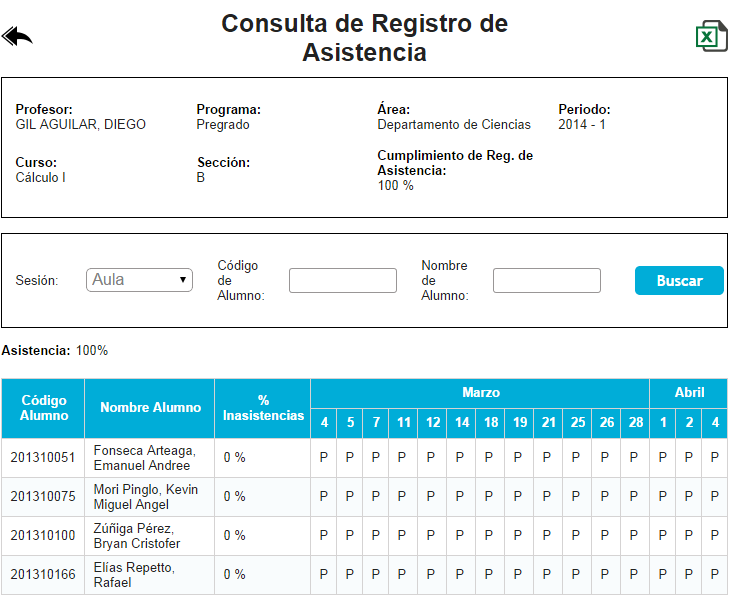 Consulta de Registro de
Asistencia
Profesor: Programa: Área: Periodo:
GIL AGUILAR, DIEGO Pregrado Departamento de Ciencias 2014 - 1
Curso: Sección: Cumplimiento de Reg. de
Asistencia:
Cálculo I B 100 %
Sesión: Aula Código de Alumno: Nombre de Alumno: Buscar
Asistencia: 100%
Código Alumno Nombre Alumno % Inasistencias Marzo Abril
4 5 7 11 12 14 18 19 21 25 26 28 1 2 4
201310051 Fonseca Arteaga, Emanuel Andree 0 % P P P P P P P P P P P P P P P
201310075 Mori Pinglo, Kevin Miguel Angel 0 % P P P P P P P P P P P P P P P
201310100 Zúñiga Pérez, Bryan Cristofer 0 % P P P P P P P P P P P P P P P
201310166 Elías Repetto, Rafael 0 % P P P P P P P P P P P P P P P